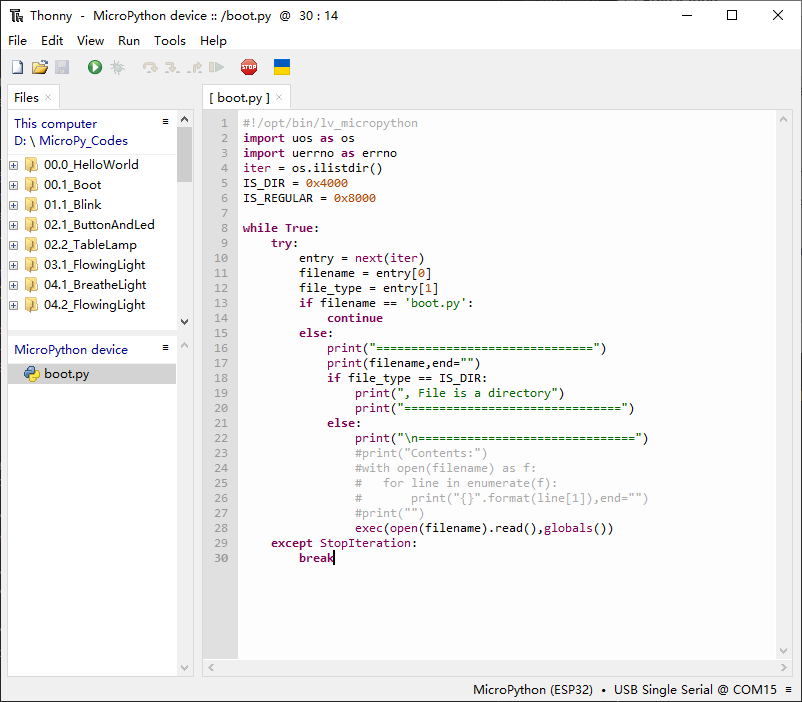 Thonny - MicroPython device :: /boot.py @ 30 : 14
File Edit View Run Tools Help
STOP
Files ×
[ boot.py ] ×
This computer
D: \ MicroPy_Codes
00.0_HelloWorld
00.1_Boot
01.1_Blink
02.1_ButtonAndLed
02.2_TableLamp
03.1_FlowingLight
04.1_BreatheLight
04.2_FlowingLight
MicroPython device
boot.py
1 #!/opt/bin/lv_micropython
2 import uos as os
3 import uerrno as errno
4 iter = os.ilistdir()
5 IS_DIR = 0x4000
6 IS_REGULAR = 0x8000
7
8 while True:
9     try:
10         entry = next(iter)
11         filename = entry[0]
12         file_type = entry[1]
13         if filename == 'boot.py':
14             continue
15         else:
16             print("===============================")
17             print(filename,end="")
18             if file_type == IS_DIR:
19                 print(", File is a directory")
20                 print("===============================")
21             else:
22                 print("\n===============================")
23                 #print("Contents:")
24                 #with open(filename) as f:
25                 #   for line in enumerate(f):
26                 #       print("{}".format(line[1]),end="")
27                 #print("")
28                 exec(open(filename).read(),globals())
29     except StopIteration:
30         break
MicroPython (ESP32) • USB Single Serial @ COM15 ≡